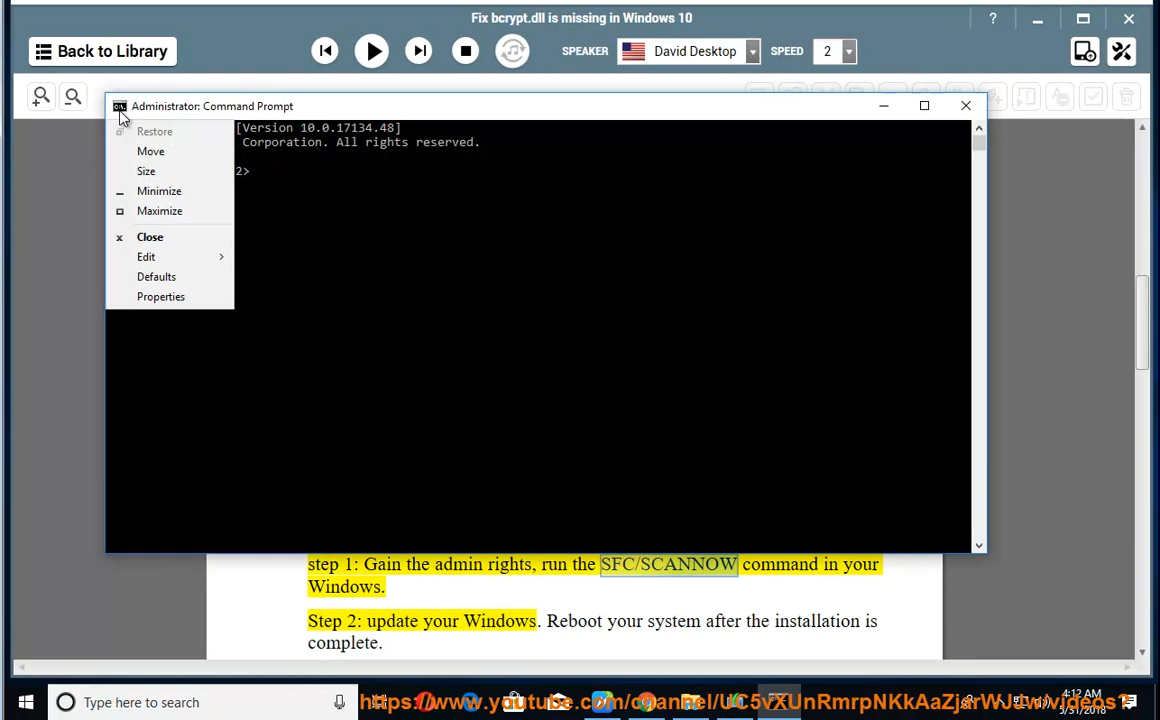 Fix bcrypt.dll is missing in Windows 10
Back to Library
SPEAKER David Desktop SPEED 2
Administrator: Command Prompt
[Version 10.0.17134.48]
Corporation. All rights reserved.
2>
Restore
Move
Size
Minimize
Maximize
Close
Edit
Defaults
Properties
step 1: Gain the admin rights, run the SFC/SCANNOW command in your
Windows.
Step 2: update your Windows. Reboot your system after the installation is
complete.
Type here to search
4:12 AM
5/31/2018